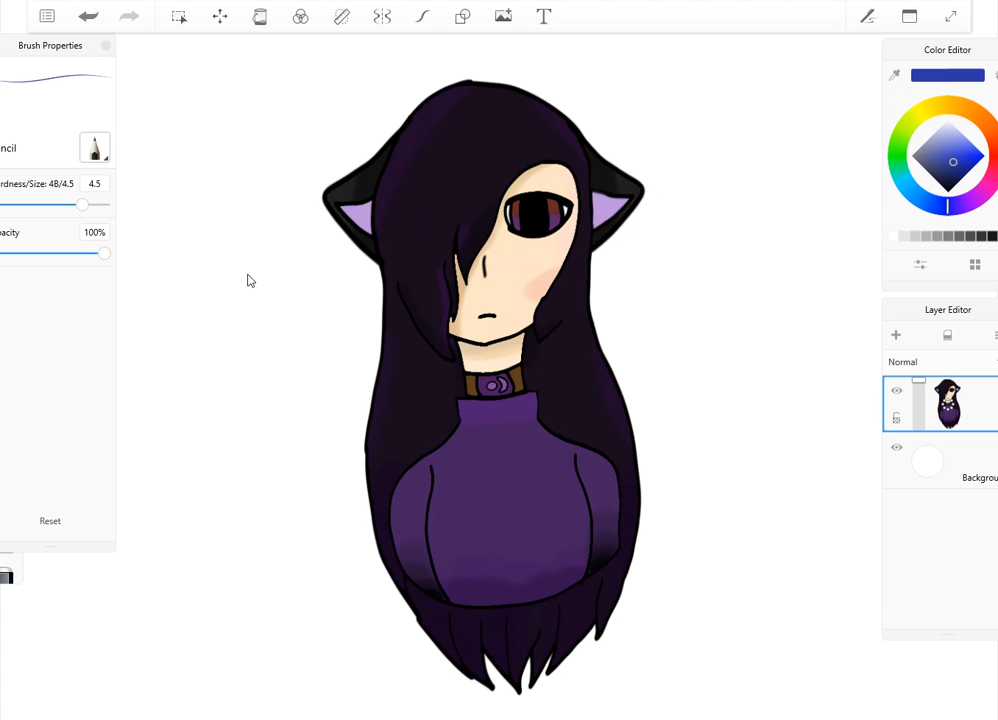 Brush Properties
ncil
rdness/Size: 4B/4.5 4.5
pacity 100%
Reset
T
Color Editor
Layer Editor
Normal
Backgrou